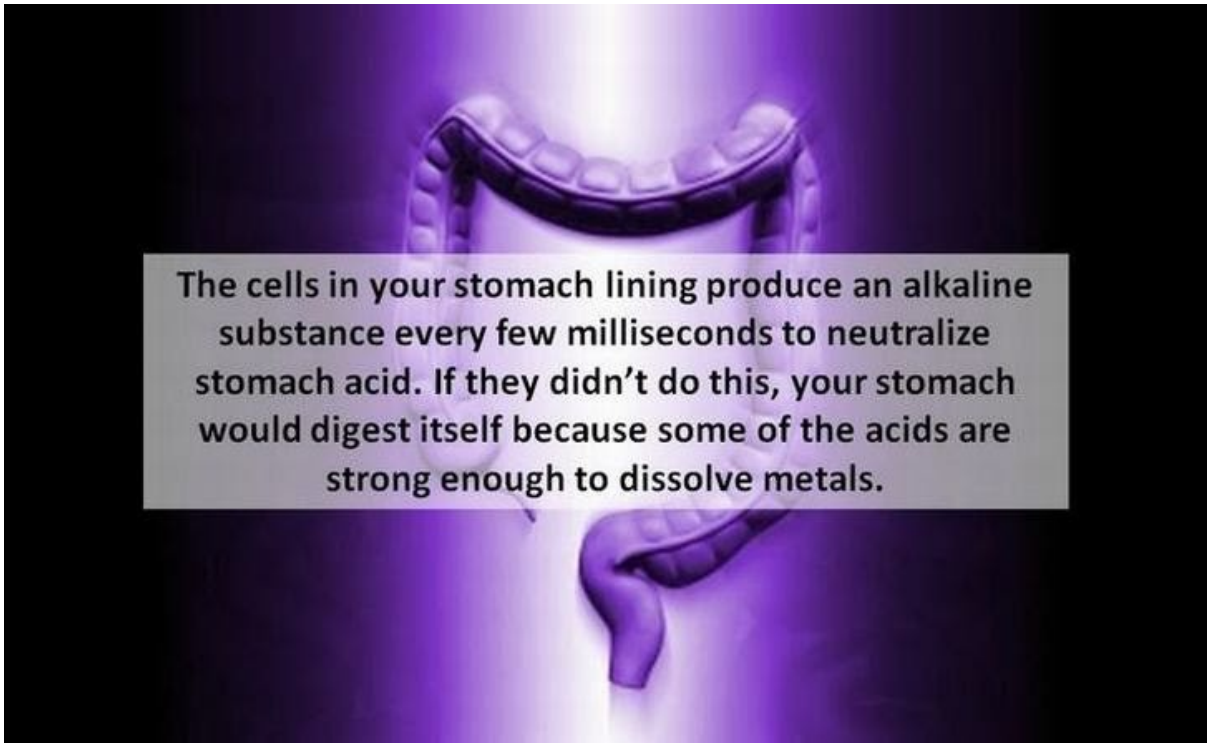 The cells in your stomach lining produce an alkaline
substance every few milliseconds to neutralize
stomach acid. If they didn’t do this, your stomach
would digest itself because some of the acids are
strong enough to dissolve metals.